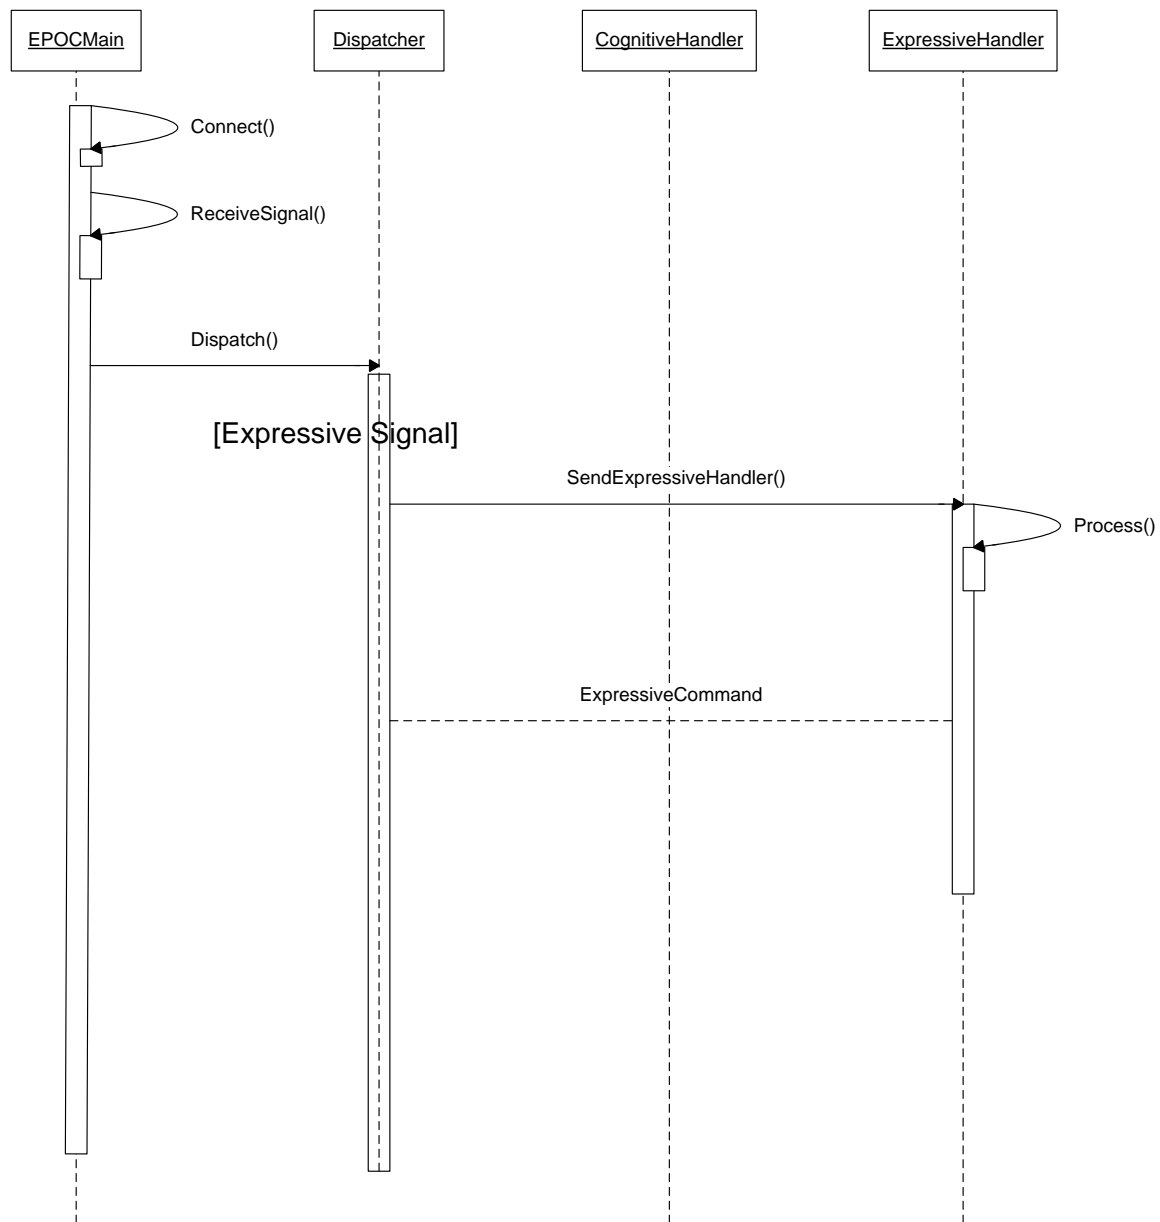 EPOCMain
Dispatcher
CognitiveHandler
ExpressiveHandler
Connect()
ReceiveSignal()
Dispatch()
[Expressive Signal]
SendExpressiveHandler()
Process()
ExpressiveCommand